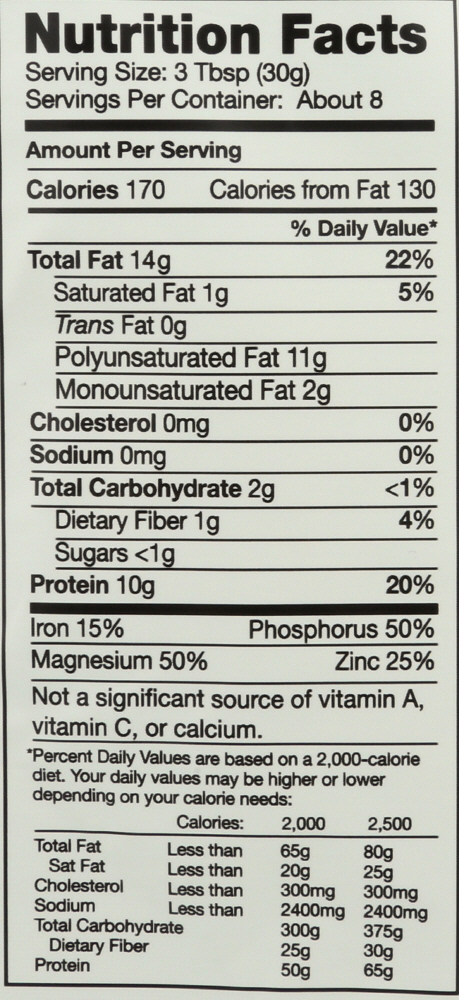 Nutrition Facts
Serving Size: 3 Tbsp (30g)
Servings Per Container: About 8
Amount Per Serving
Calories 170 Calories from Fat 130
% Daily Value*
Total Fat 14g 22%
Saturated Fat 1g 5%
Trans Fat 0g
Polyunsaturated Fat 11g
Monounsaturated Fat 2g
Cholesterol 0mg 0%
Sodium 0mg 0%
Total Carbohydrate 2g <1%
Dietary Fiber 1g 4%
Sugars <1g
Protein 10g 20%
Iron 15% Phosphorus 50%
Magnesium 50% Zinc 25%
Not a significant source of vitamin A,
vitamin C, or calcium.
*Percent Daily Values are based on a 2,000-calorie
diet. Your daily values may be higher or lower
depending on your calorie needs:
Calories: 2,000 2,500
Total Fat Less than 65g 80g
Sat Fat Less than 20g 25g
Cholesterol Less than 300mg 300mg
Sodium Less than 2400mg 2400mg
Total Carbohydrate 300g 375g
Dietary Fiber 25g 30g
Protein 50g 65g